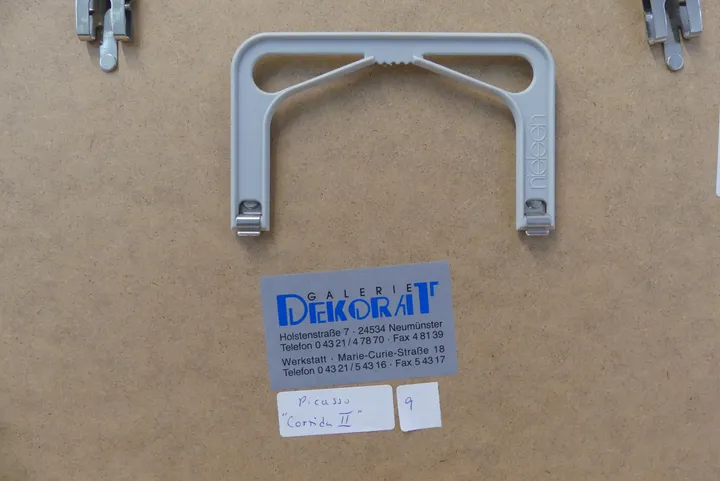 nielsen
GALERIE
DEKORAT
Holstenstraße 7 · 24534 Neumünster
Telefon 0 43 21 / 4 78 70 · Fax 4 81 39
Werkstatt · Marie-Curie-Straße 18
Telefon 0 43 21 / 5 43 16 · Fax 5 43 17
Picasso
"Corrida II"
9